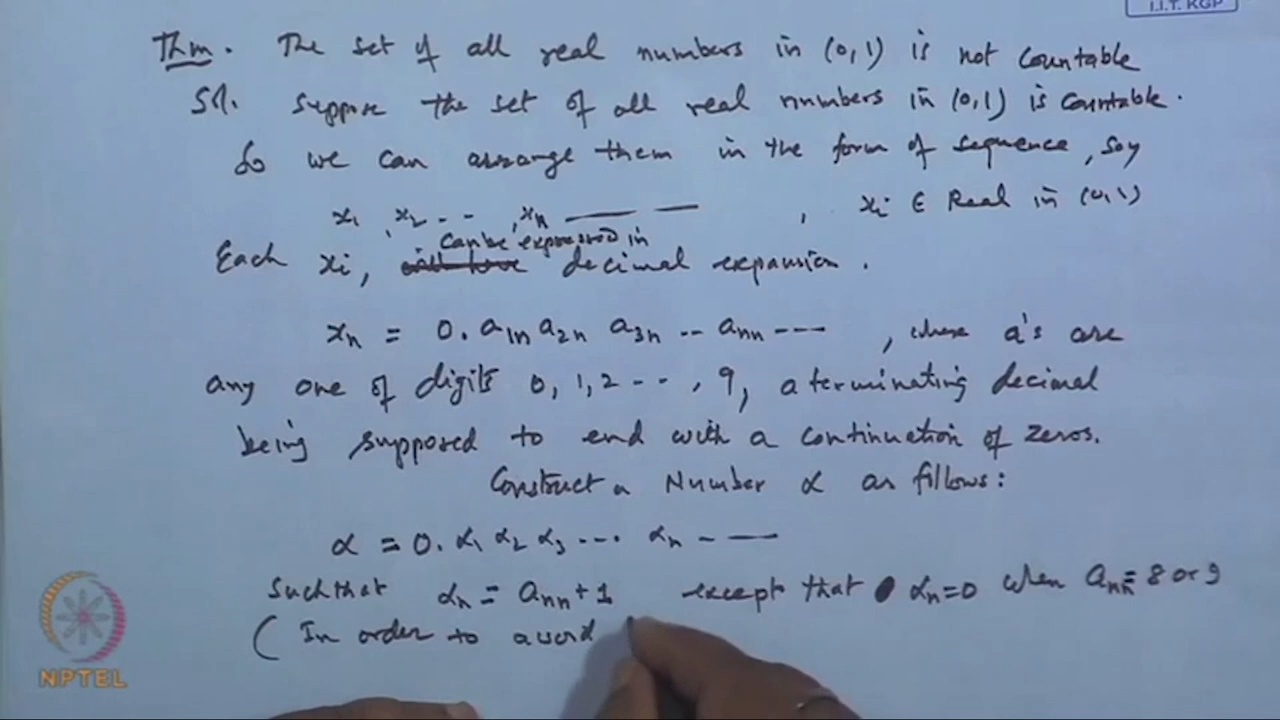 I.I.T. KGP
Thm. The set of all real numbers in (0,1) is not countable
Sol. Suppose the set of all real numbers in (0,1) is countable.
So we can arrange them in the form of sequence, say
x₁, x₂ - - , xₙ —— —— , xᵢ ∈ Real in (0,1)
can be expressed in
Each xᵢ, decimal expansion.
xₙ = 0. a₁ₙ a₂ₙ a₃ₙ -- aₙₙ --- , where a's are
any one of digits 0, 1, 2 - - , 9, a terminating decimal
being supposed to end with a continuation of zeros.
Construct a Number α as follows:
α = 0. α₁ α₂ α₃ ... αₙ - ——
Such that αₙ = aₙₙ + 1 except that αₙ=0 when aₙₙ = 8 or 9
( In order to avoid
NPTEL